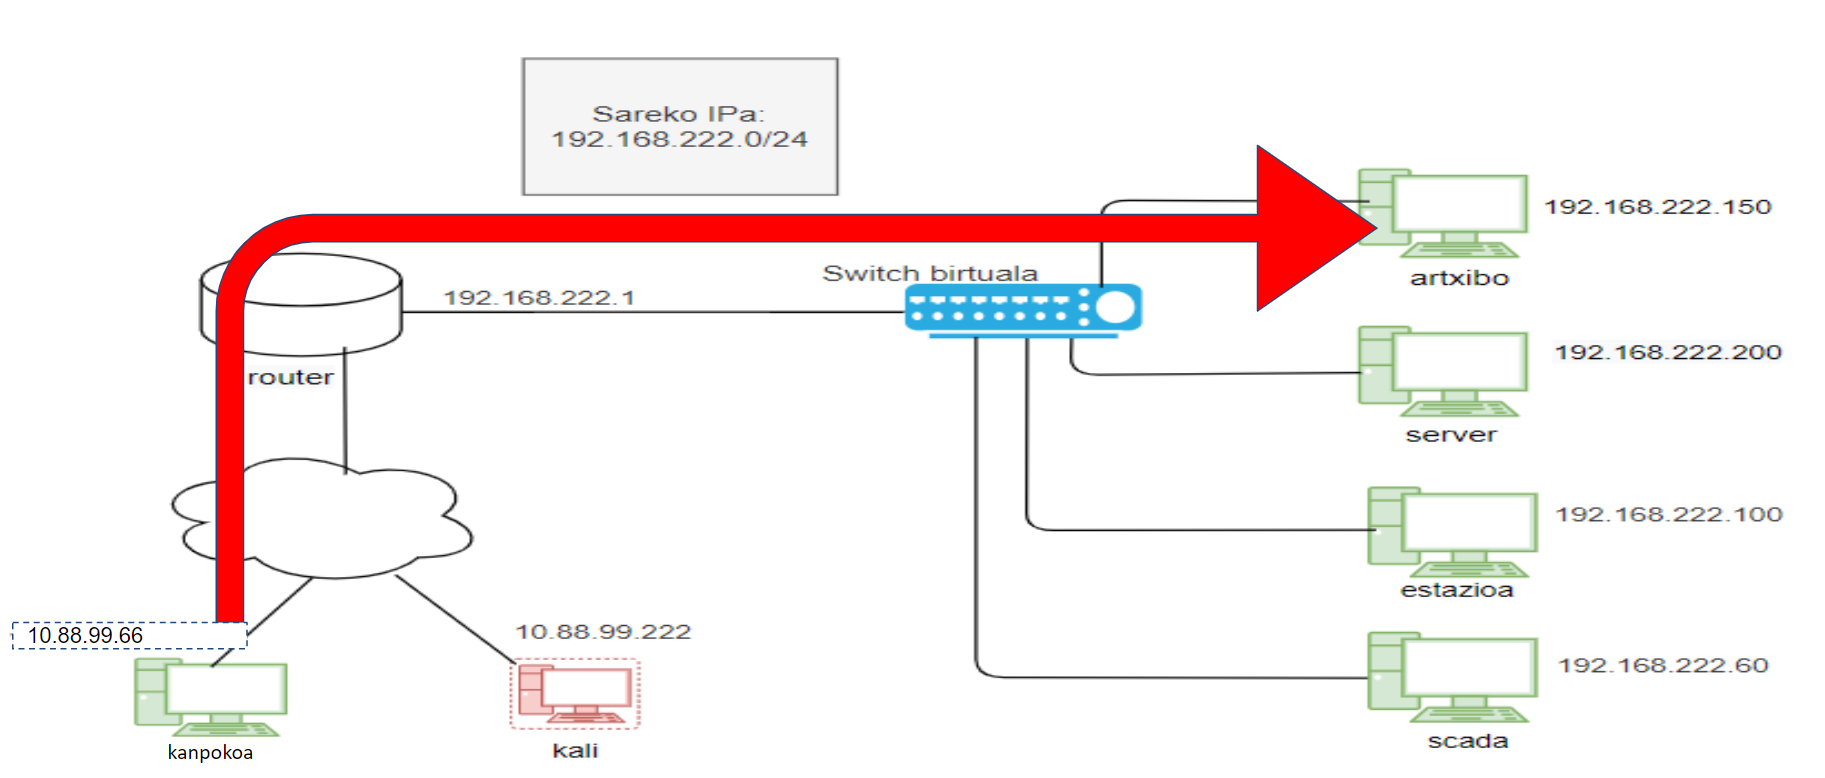 Sareko IPa:
192.168.222.0/24
192.168.222.150
artxibo
Switch birtuala
192.168.222.1
router
192.168.222.200
server
192.168.222.100
estazioa
10.88.99.66
10.88.99.222
192.168.222.60
kanpokoa
kali
scada